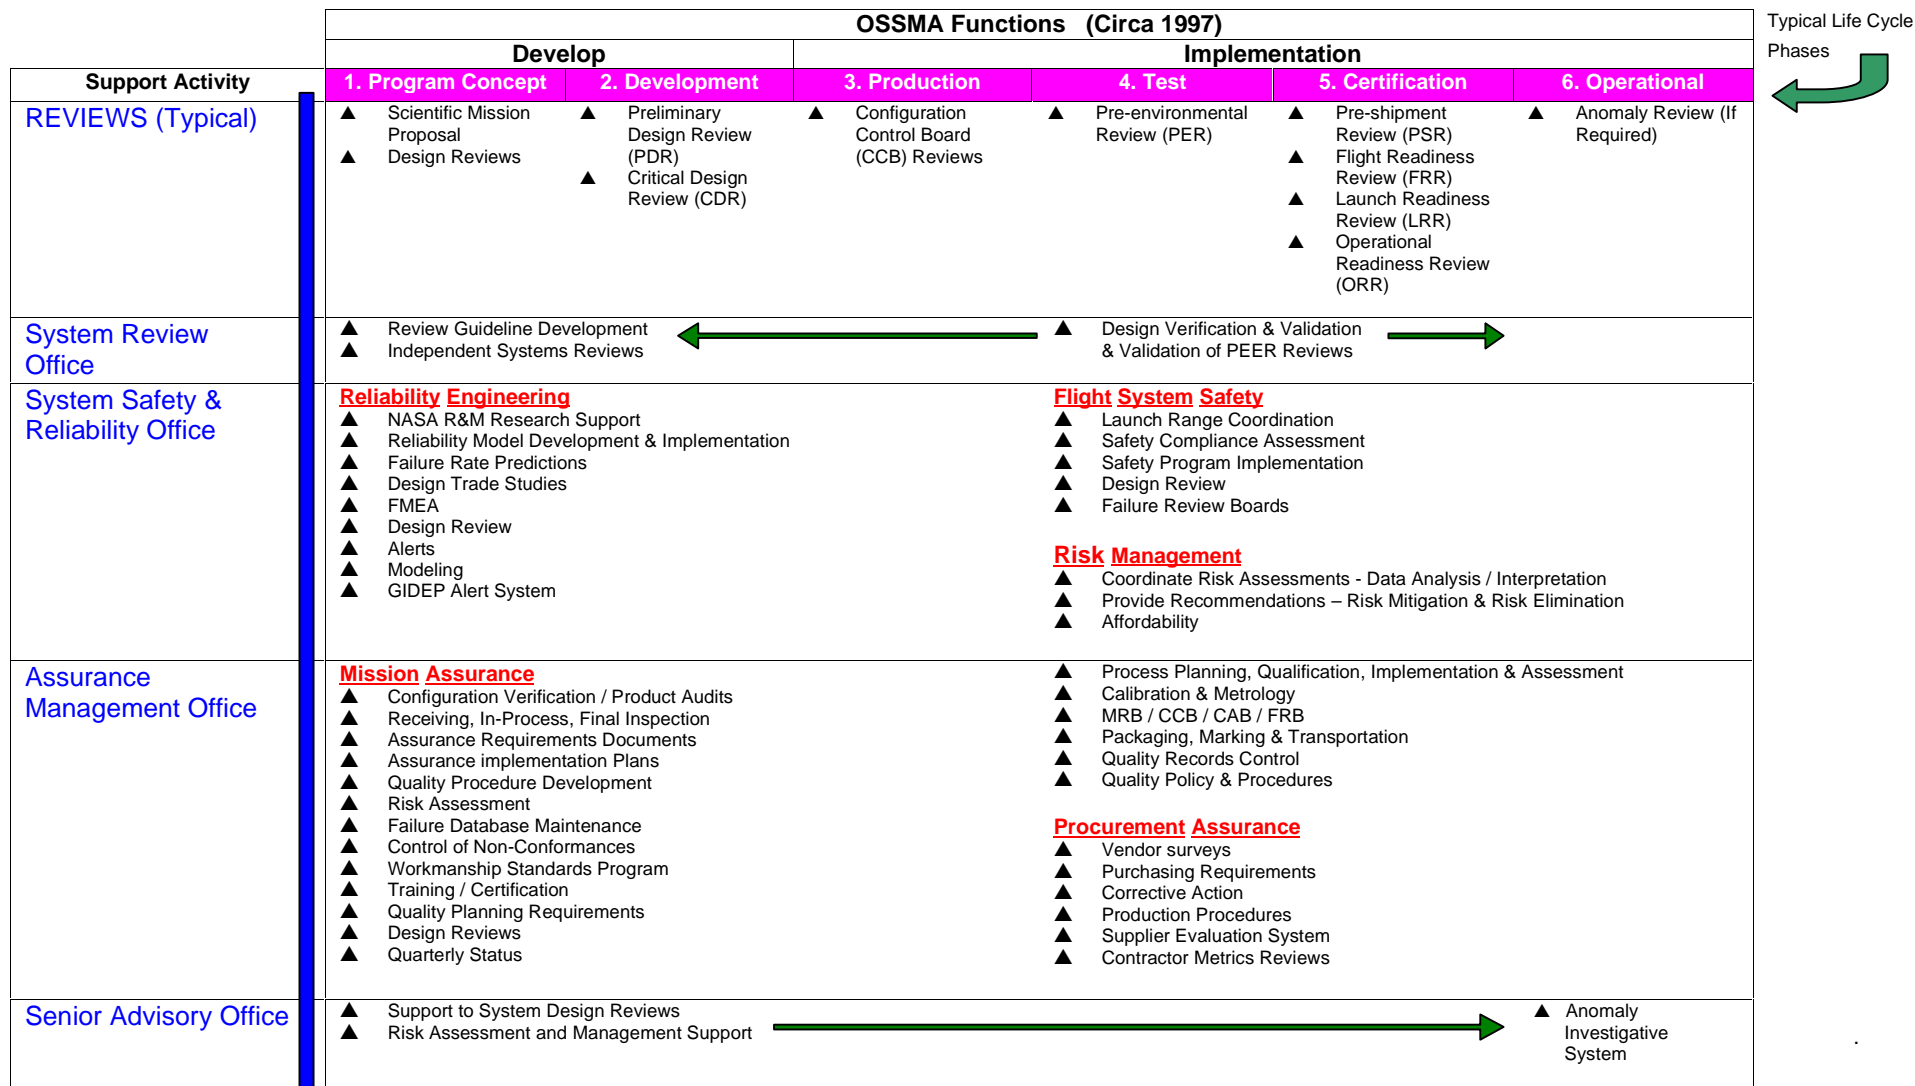 OSSMA Functions (Circa 1997)
Typical Life Cycle
Phases
Develop
Implementation
Support Activity
1. Program Concept
2. Development
3. Production
4. Test
5. Certification
6. Operational
REVIEWS (Typical)
▲ Scientific Mission
Proposal
▲ Design Reviews
▲ Preliminary
Design Review
(PDR)
▲ Critical Design
Review (CDR)
▲ Configuration
Control Board
(CCB) Reviews
▲ Pre-environmental
Review (PER)
▲ Pre-shipment
Review (PSR)
▲ Flight Readiness
Review (FRR)
▲ Launch Readiness
Review (LRR)
▲ Operational
Readiness Review
(ORR)
▲ Anomaly Review (If
Required)
System Review
Office
▲ Review Guideline Development
▲ Independent Systems Reviews
▲ Design Verification & Validation
& Validation of PEER Reviews
System Safety &
Reliability Office
Reliability Engineering
▲ NASA R&M Research Support
▲ Reliability Model Development & Implementation
▲ Failure Rate Predictions
▲ Design Trade Studies
▲ FMEA
▲ Design Review
▲ Alerts
▲ Modeling
▲ GIDEP Alert System
Flight System Safety
▲ Launch Range Coordination
▲ Safety Compliance Assessment
▲ Safety Program Implementation
▲ Design Review
▲ Failure Review Boards
Risk Management
▲ Coordinate Risk Assessments - Data Analysis / Interpretation
▲ Provide Recommendations – Risk Mitigation & Risk Elimination
▲ Affordability
Assurance
Management Office
Mission Assurance
▲ Configuration Verification / Product Audits
▲ Receiving, In-Process, Final Inspection
▲ Assurance Requirements Documents
▲ Assurance implementation Plans
▲ Quality Procedure Development
▲ Risk Assessment
▲ Failure Database Maintenance
▲ Control of Non-Conformances
▲ Workmanship Standards Program
▲ Training / Certification
▲ Quality Planning Requirements
▲ Design Reviews
▲ Quarterly Status
▲ Process Planning, Qualification, Implementation & Assessment
▲ Calibration & Metrology
▲ MRB / CCB / CAB / FRB
▲ Packaging, Marking & Transportation
▲ Quality Records Control
▲ Quality Policy & Procedures
Procurement Assurance
▲ Vendor surveys
▲ Purchasing Requirements
▲ Corrective Action
▲ Production Procedures
▲ Supplier Evaluation System
▲ Contractor Metrics Reviews
Senior Advisory Office
▲ Support to System Design Reviews
▲ Risk Assessment and Management Support
▲ Anomaly
Investigative
System
.